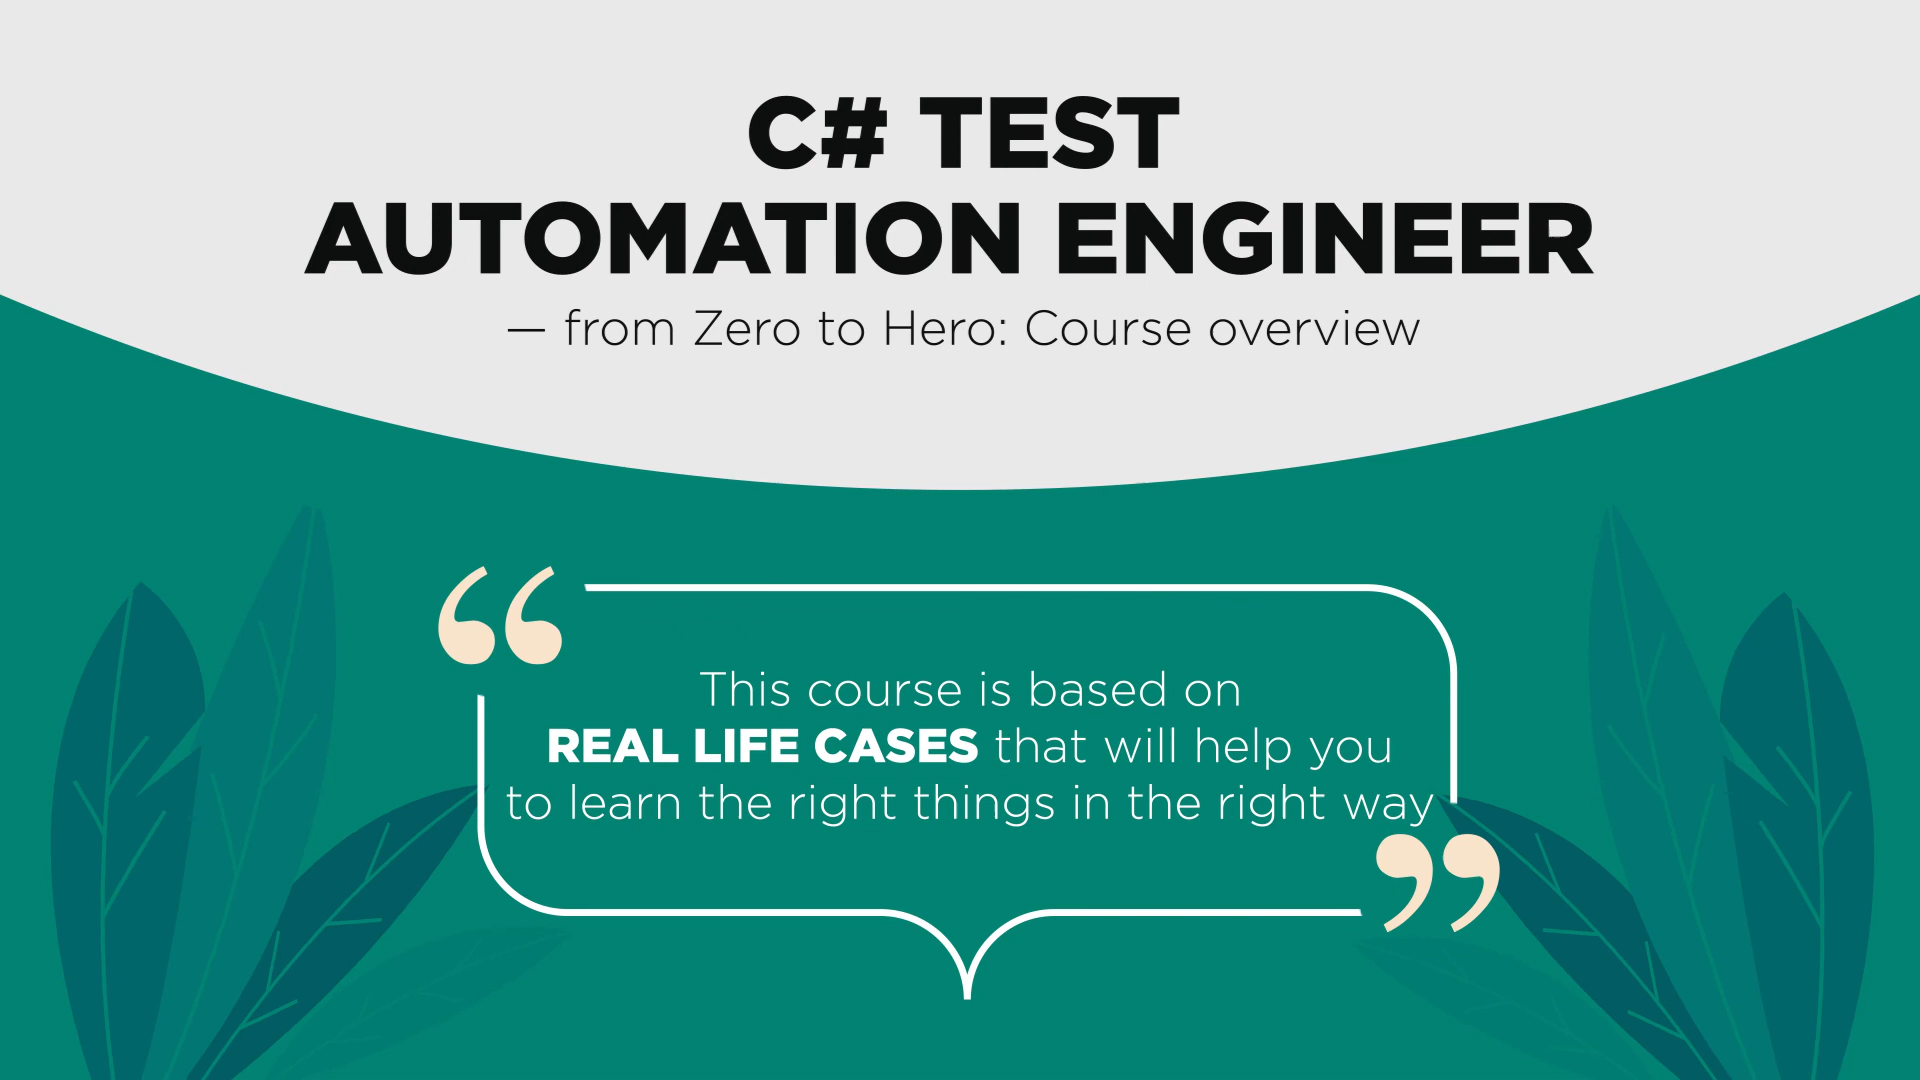 C# TEST
AUTOMATION ENGINEER
— from Zero to Hero: Course overview
“This course is based on
REAL LIFE CASES that will help you
to learn the right things in the right way”